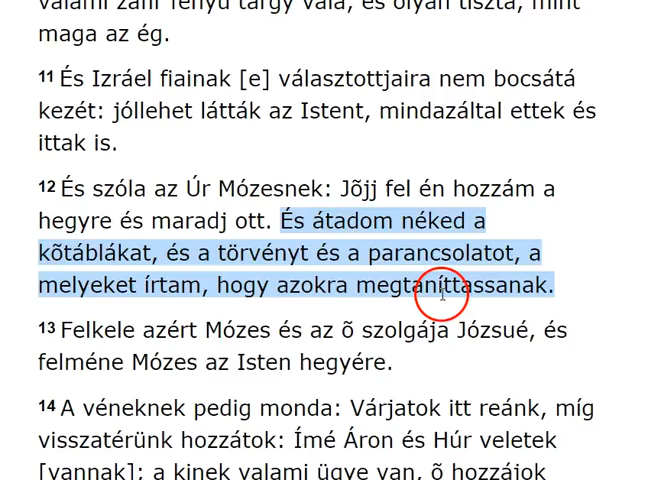 valami zafir fényű tárgy vala, és olyan tiszta, mint
maga az ég.
11 És Izráel fiainak [e] választottjaira nem bocsátá
kezét: jóllehet látták az Istent, mindazáltal ettek és
ittak is.
12 És szóla az Úr Mózesnek: Jõjj fel én hozzám a
hegyre és maradj ott. És átadom néked a
kõtáblákat, és a törvényt és a parancsolatot, a
melyeket írtam, hogy azokra megtaníttassanak.
13 Felkele azért Mózes és az õ szolgája Józsué, és
felméne Mózes az Isten hegyére.
14 A véneknek pedig monda: Várjatok itt reánk, míg
visszatérünk hozzátok: Ímé Áron és Húr veletek
[vannak]; a kinek valami ügye van, õ hozzájok